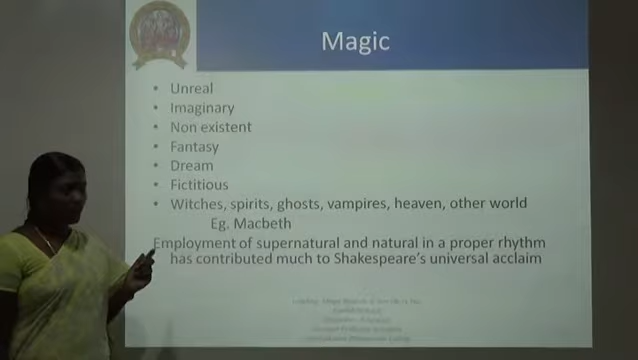 Magic
• Unreal
• Imaginary
• Non existent
• Fantasy
• Dream
• Fictitious
• Witches, spirits, ghosts, vampires, heaven, other world
Eg. Macbeth
Employment of supernatural and natural in a proper rhythm
has contributed much to Shakespeare's universal acclaim